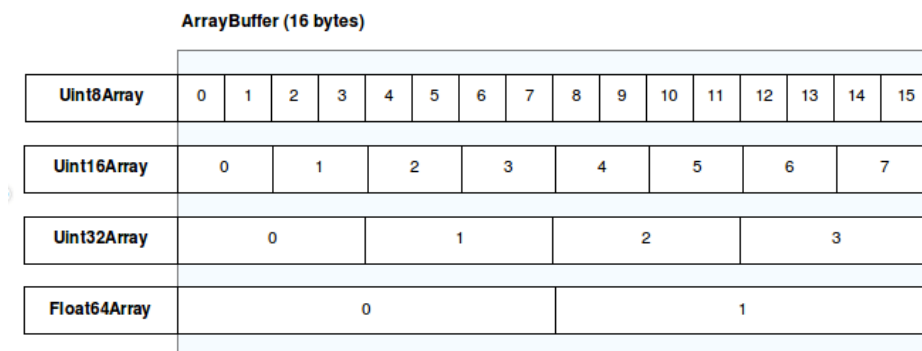 ArrayBuffer (16 bytes)
Uint8Array 0 1 2 3 4 5 6 7 8 9 10 11 12 13 14 15
Uint16Array 0 1 2 3 4 5 6 7
Uint32Array 0 1 2 3
Float64Array 0 1